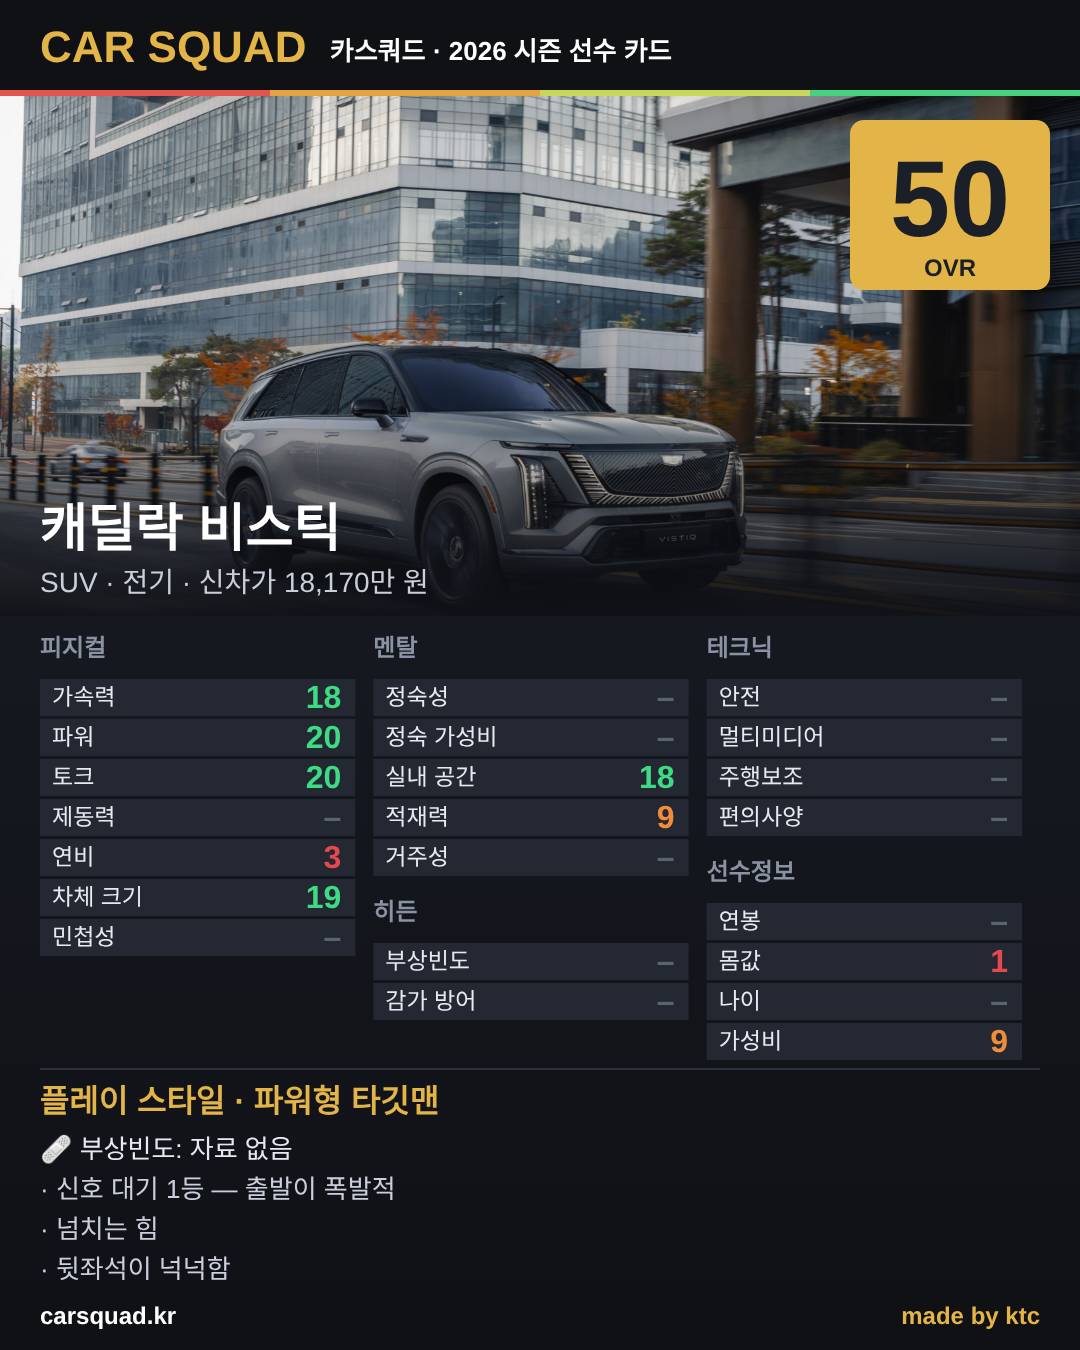 CAR SQUAD 카스쿼드 · 2026 시즌 선수 카드
50
OVR
VISTIQ
캐딜락 비스틱
SUV · 전기 · 신차가 18,170만 원
피지컬
가속력 18
파워 20
토크 20
제동력 –
연비 3
차체 크기 19
민첩성 –
멘탈
정숙성 –
정숙 가성비 –
실내 공간 18
적재력 9
거주성 –
히든
부상빈도 –
감가 방어 –
테크닉
안전 –
멀티미디어 –
주행보조 –
편의사양 –
선수정보
연봉 –
몸값 1
나이 –
가성비 9
플레이 스타일 · 파워형 타깃맨
🩹 부상빈도: 자료 없음
· 신호 대기 1등 — 출발이 폭발적
· 넘치는 힘
· 뒷좌석이 넉넉함
carsquad.kr
made by ktc